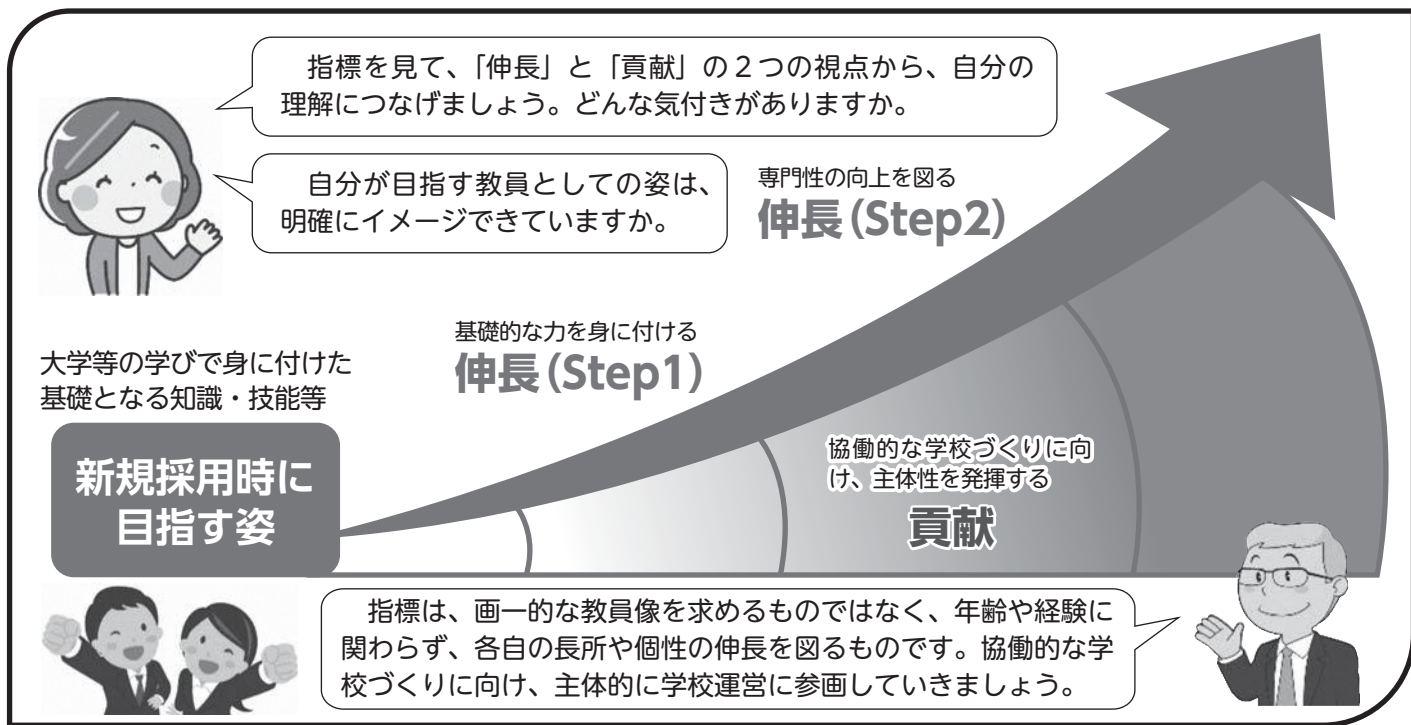 指標を見て、「伸長」と「貢献」の2つの視点から、自分の
理解につなげましょう。どんな気付きがありますか。
自分が目指す教員としての姿は、
明確にイメージできていますか。
専門性の向上を図る
伸長(Step2)
基礎的な力を身に付ける
伸長(Step1)
大学等の学びで身に付けた
基礎となる知識・技能等
新規採用時に
目指す姿
協働的な学校づくりに向
け、主体性を発揮する
貢献
指標は、画一的な教員像を求めるものではなく、年齢や経験に
関わらず、各自の長所や個性の伸長を図るものです。協働的な学
校づくりに向け、主体的に学校運営に参画していきましょう。